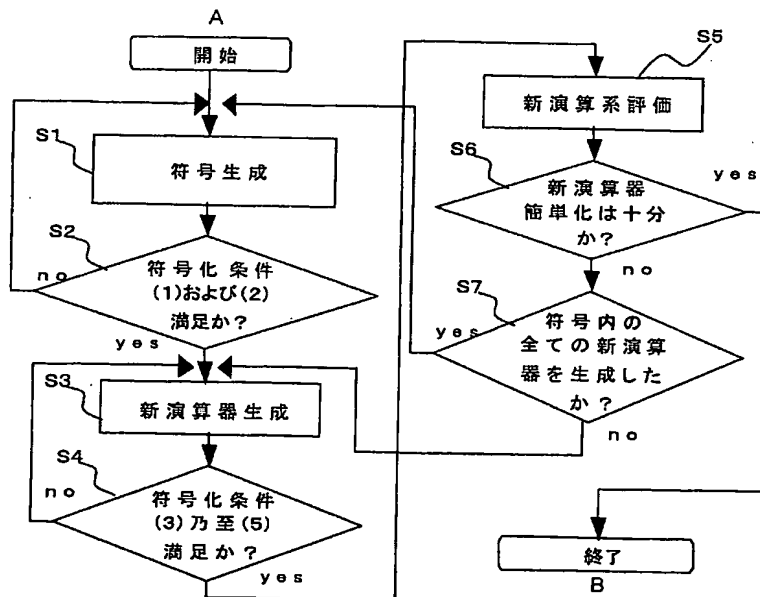 A
開始
S1
符号生成
S2
符号化条件
(1)および(2)
満足か？
no
yes
S3
新演算器生成
S4
符号化条件
(3)乃至(5)
満足か？
no
yes
S5
新演算系評価
S6
新演算器
簡単化は十分
か？
yes
no
S7
符号内の
全ての新演算
器を生成した
か？
yes
no
終了
B